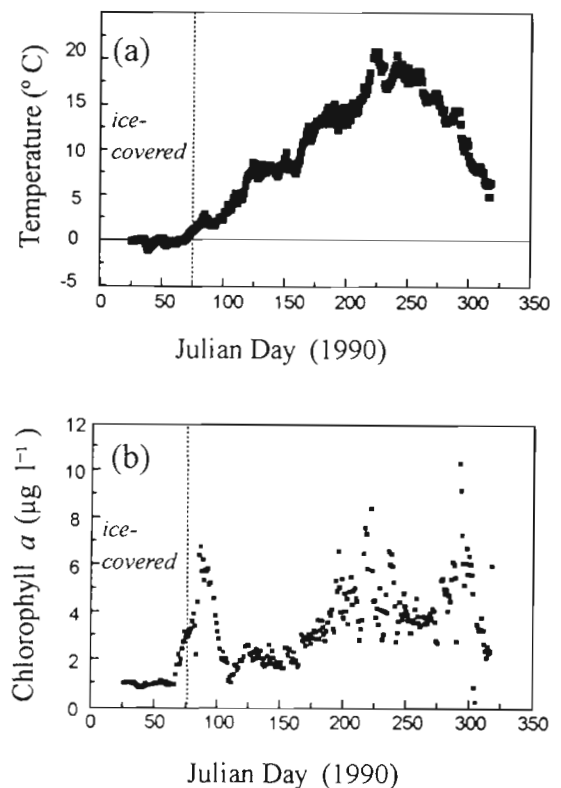 (a)
20
15
10
5
0
-5
Temperature (° C)
ice-
covered
0 50 100 150 200 250 300 350
Julian Day (1990)
(b)
12
10
8
6
4
2
0
Chlorophyll a (µg l⁻¹)
ice-
covered
0 50 100 150 200 250 300 350
Julian Day (1990)